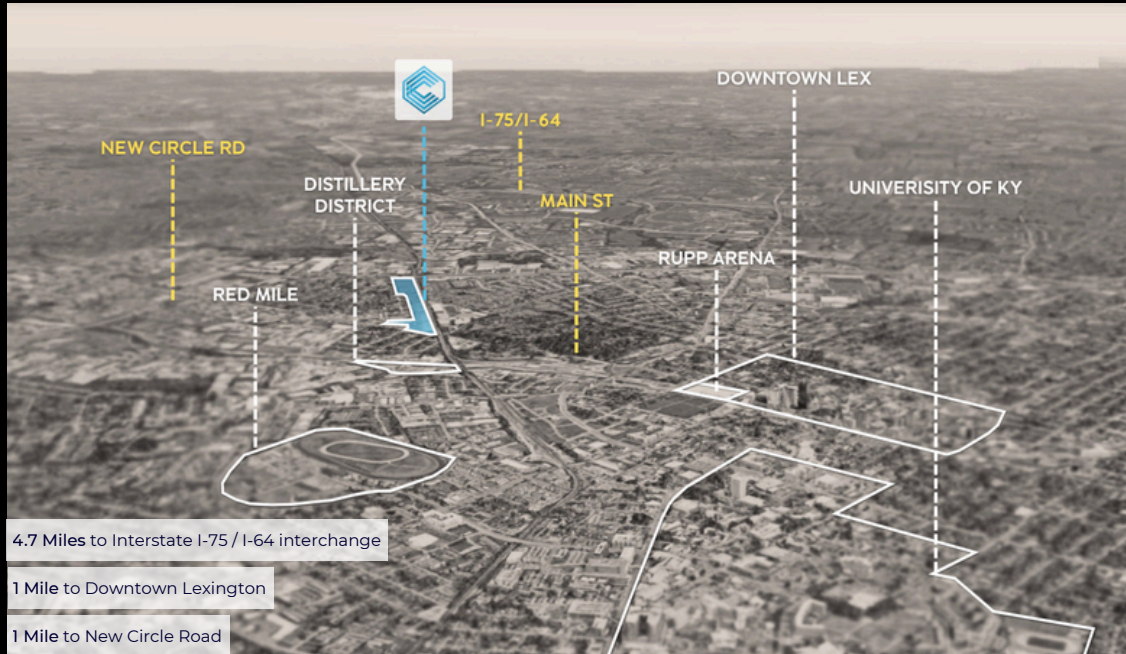 DOWNTOWN LEX
I-75/I-64
NEW CIRCLE RD
DISTILLERY
DISTRICT
UNIVERISITY OF KY
MAIN ST
RUPP ARENA
RED MILE
4.7 Miles to Interstate I-75 / I-64 interchange
1 Mile to Downtown Lexington
1 Mile to New Circle Road